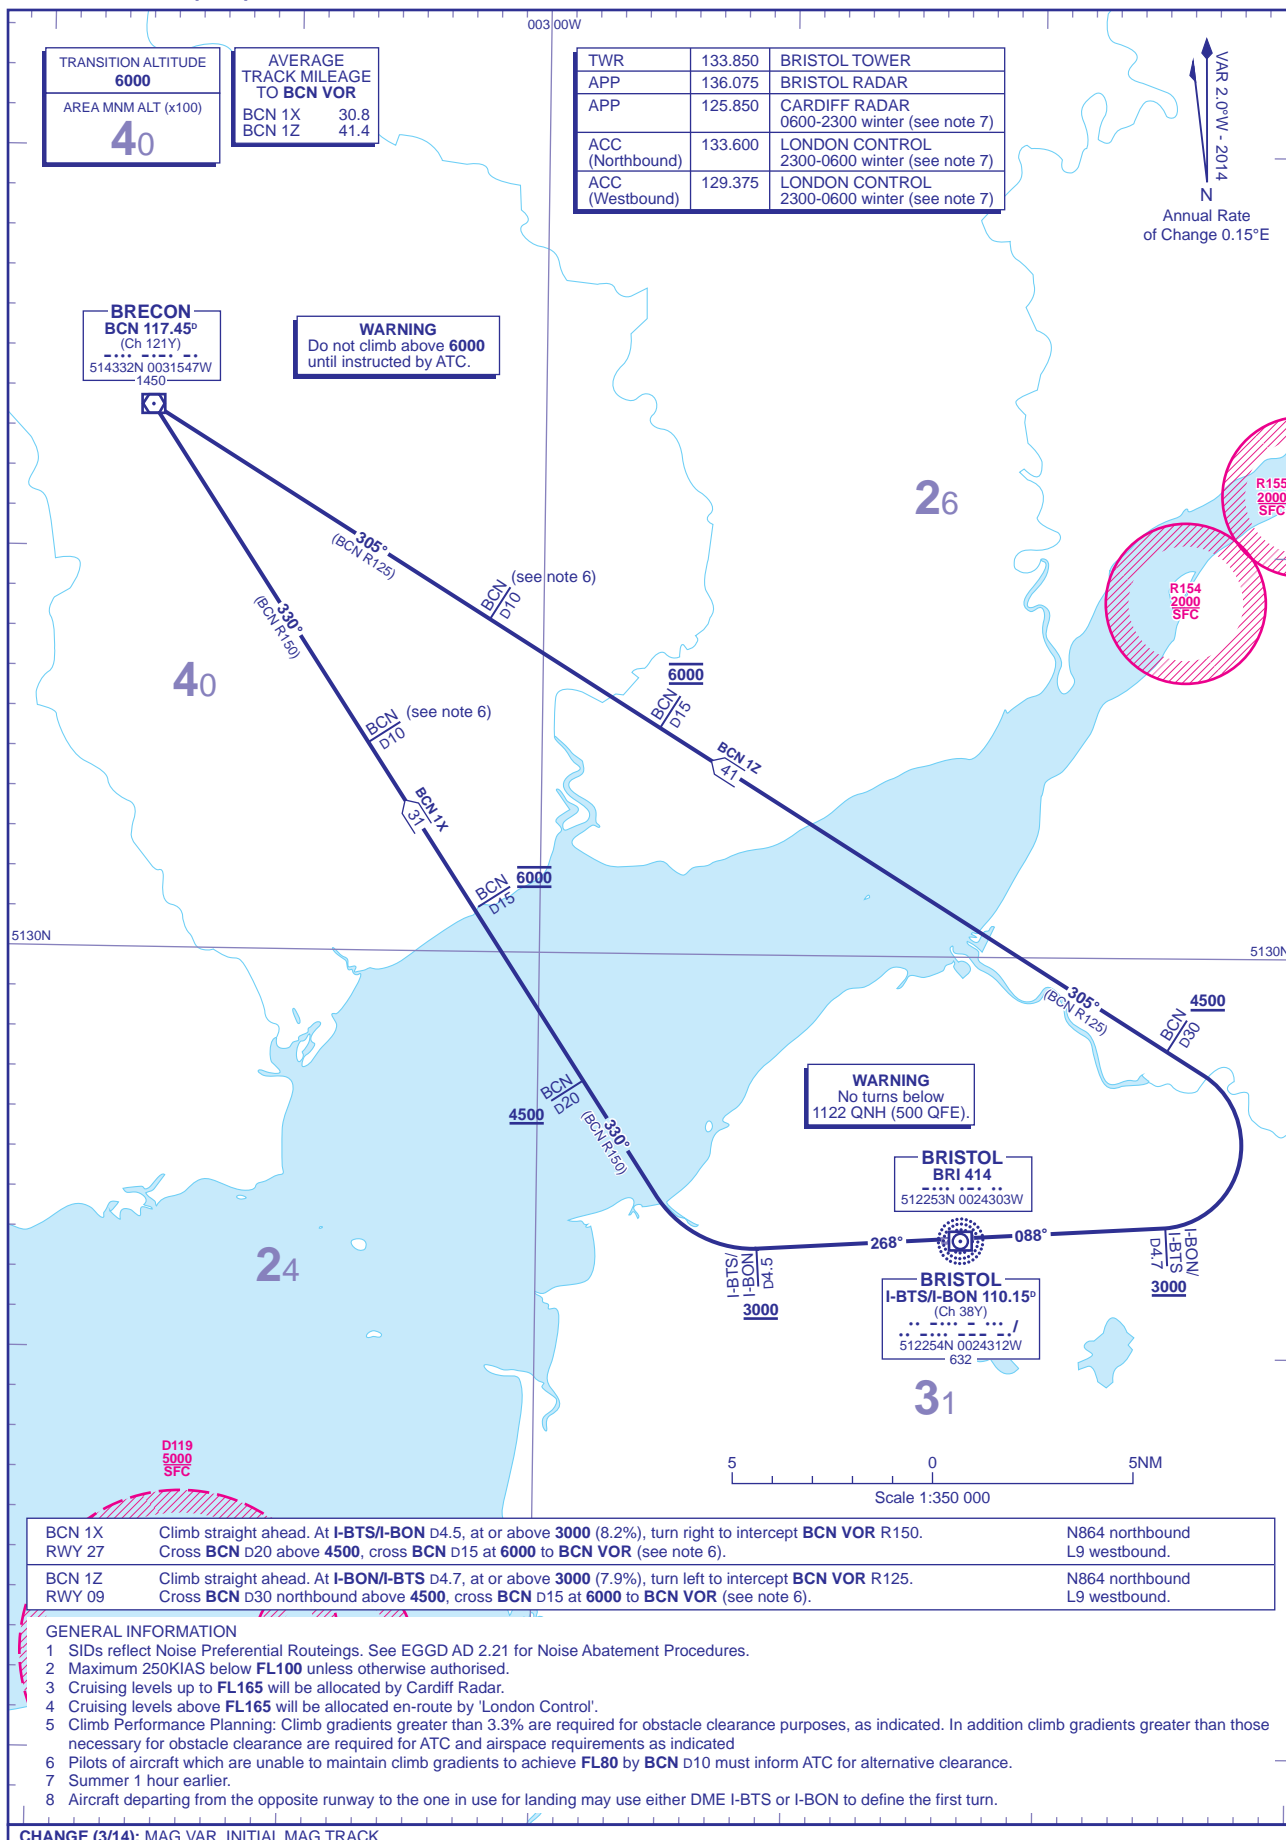 003 00W
TRANSITION ALTITUDE
6000
AREA MNM ALT (x100)
40
AVERAGE
TRACK MILEAGE
TO BCN VOR
BCN 1X 30.8
BCN 1Z 41.4
TWR 133.850 BRISTOL TOWER
APP 136.075 BRISTOL RADAR
APP 125.850 CARDIFF RADAR
0600-2300 winter (see note 7)
ACC 133.600 LONDON CONTROL
(Northbound) 2300-0600 winter (see note 7)
ACC 129.375 LONDON CONTROL
(Westbound) 2300-0600 winter (see note 7)
VAR 2.0°W - 2014
N
Annual Rate
of Change 0.15°E
BRECON
BCN 117.45D
(Ch 121Y)
514332N 0031547W
1450
WARNING
Do not climb above 6000
until instructed by ATC.
26
R155
2000
SFC
R154
2000
SFC
305°
(BCN R125)
BCN
D10
(see note 6)
330°
(BCN R150)
40
6000
BCN
D15
BCN
D10
(see note 6)
BCN 1Z
41
BCN 1X
31
6000
BCN
D15
5130N
5130N
305°
(BCN R125)
4500
BCN
D30
WARNING
No turns below
1122 QNH (500 QFE).
BCN
D20
4500
330°
(BCN R150)
BRISTOL
BRI 414
512253N 0024303W
268°
088°
I-BTS/
I-BON
D4.5
3000
I-BON/
I-BTS
D4.7
3000
24
BRISTOL
I-BTS/I-BON 110.15D
(Ch 38Y)
/
512254N 0024312W
632
31
D119
5000
SFC
5 0 5NM
Scale 1:350 000
BCN 1X Climb straight ahead. At I-BTS/I-BON D4.5, at or above 3000 (8.2%), turn right to intercept BCN VOR R150. N864 northbound
RWY 27 Cross BCN D20 above 4500, cross BCN D15 at 6000 to BCN VOR (see note 6). L9 westbound.
BCN 1Z Climb straight ahead. At I-BON/I-BTS D4.7, at or above 3000 (7.9%), turn left to intercept BCN VOR R125. N864 northbound
RWY 09 Cross BCN D30 northbound above 4500, cross BCN D15 at 6000 to BCN VOR (see note 6). L9 westbound.
GENERAL INFORMATION
1 SIDs reflect Noise Preferential Routeings. See EGGD AD 2.21 for Noise Abatement Procedures.
2 Maximum 250KIAS below FL100 unless otherwise authorised.
3 Cruising levels up to FL165 will be allocated by Cardiff Radar.
4 Cruising levels above FL165 will be allocated en-route by 'London Control'.
5 Climb Performance Planning: Climb gradients greater than 3.3% are required for obstacle clearance purposes, as indicated. In addition climb gradients greater than those
necessary for obstacle clearance are required for ATC and airspace requirements as indicated
6 Pilots of aircraft which are unable to maintain climb gradients to achieve FL80 by BCN D10 must inform ATC for alternative clearance.
7 Summer 1 hour earlier.
8 Aircraft departing from the opposite runway to the one in use for landing may use either DME I-BTS or I-BON to define the first turn.
CHANGE (3/14): MAG VAR. INITIAL MAG TRACK.